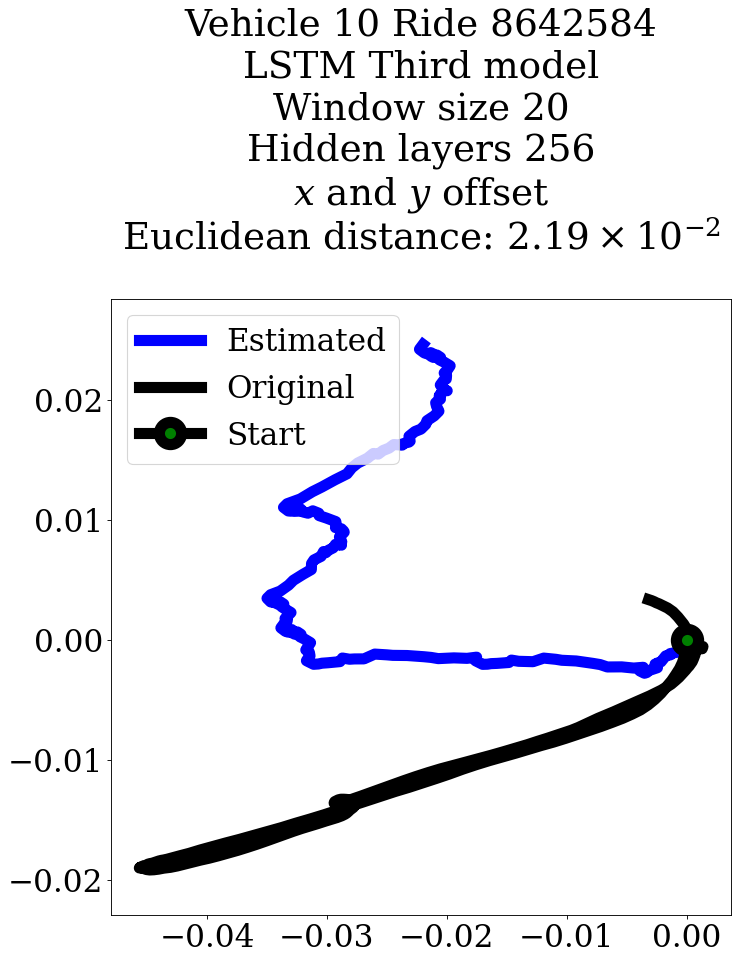 Vehicle 10 Ride 8642584
LSTM Third model
Window size 20
Hidden layers 256
x and y offset
Euclidean distance: 2.19 × 10⁻²
Estimated
Original
Start
0.02
0.01
0.00
−0.01
−0.02
−0.04 −0.03 −0.02 −0.01 0.00